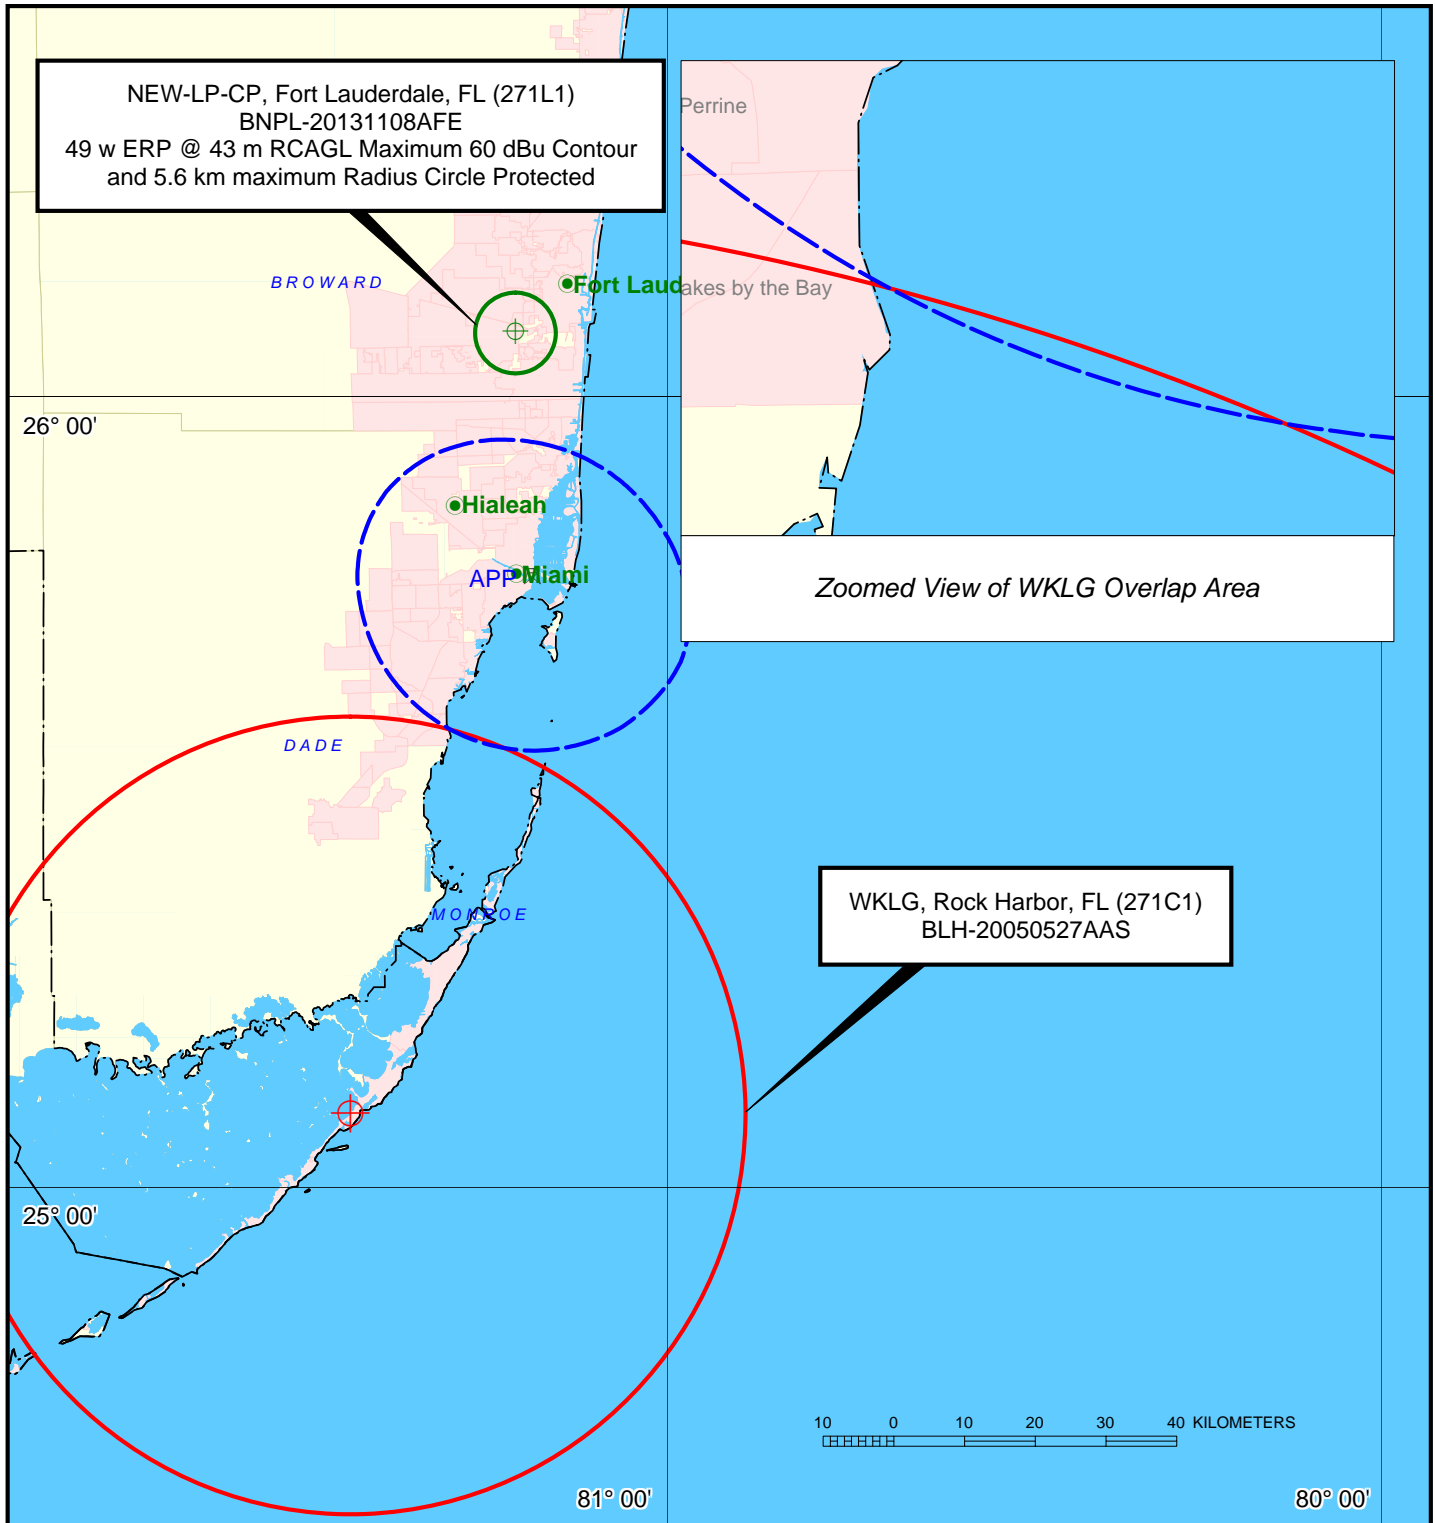 NEW-LP-CP, Fort Lauderdale, FL (271L1)
BNPL-20131108AFE
49 w ERP @ 43 m RCAGL Maximum 60 dBu Contour
and 5.6 km maximum Radius Circle Protected
Perrine
BROWARD
Fort Laud
akes by the Bay
26° 00'
Hialeah
APP
Miami
Zoomed View of WKLG Overlap Area
DADE
WKLG, Rock Harbor, FL (271C1)
BLH-20050527AAS
MONROE
25° 00'
10 0 10 20 30 40 KILOMETERS
81° 00'
80° 00'